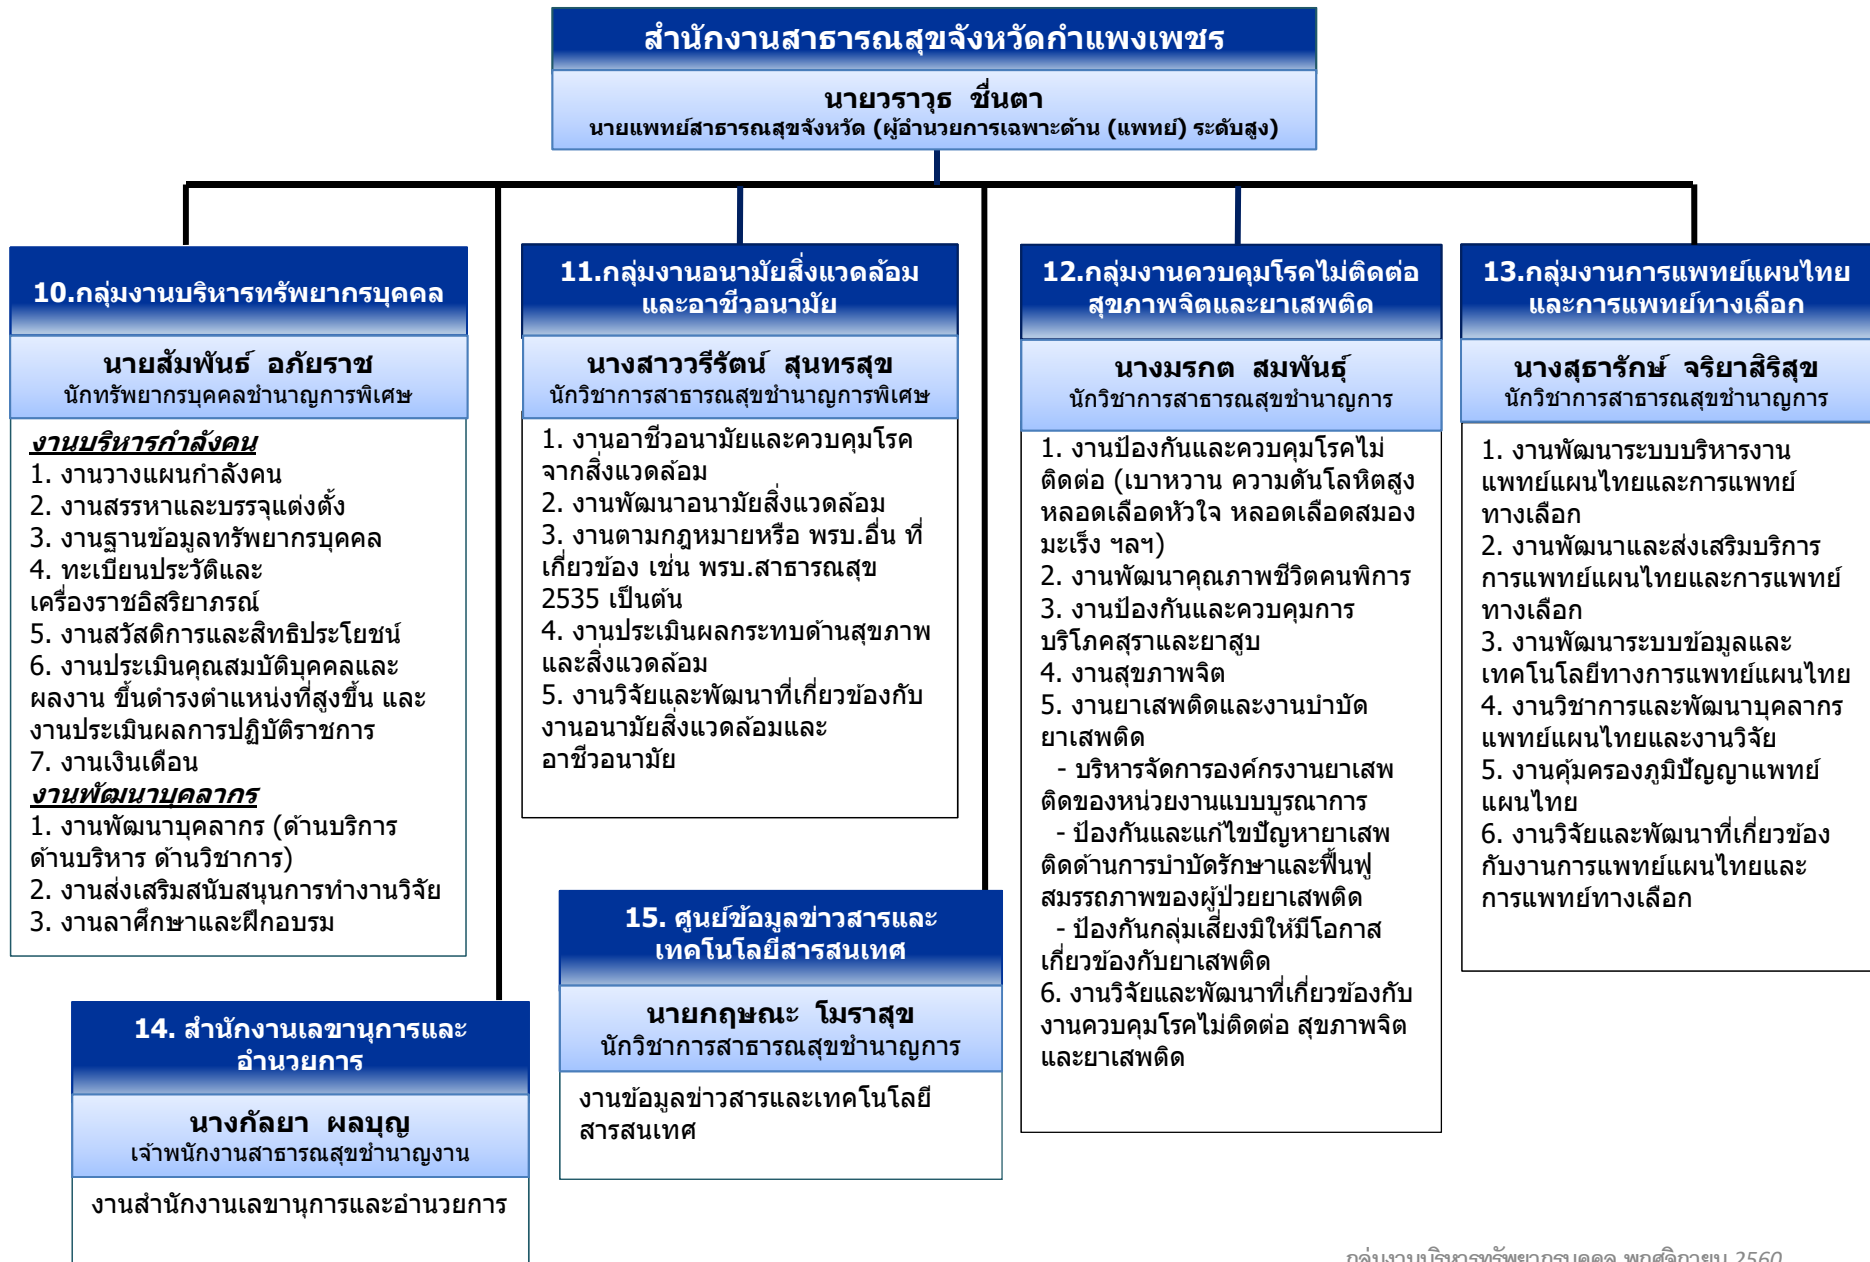 สำนักงานสาธารณสุขจังหวัดกำแพงเพชร
นายวราวุธ ชื่นตา
นายแพทย์สาธารณสุขจังหวัด (ผู้อำนวยการเฉพาะด้าน (แพทย์) ระดับสูง)
10.กลุ่มงานบริหารทรัพยากรบุคคล
นายสัมพันธ์ อภัยราช
นักทรัพยากรบุคคลชำนาญการพิเศษ
งานบริหารกำลังคน
1. งานวางแผนกำลังคน
2. งานสรรหาและบรรจุแต่งตั้ง
3. งานฐานข้อมูลทรัพยากรบุคคล
4. ทะเบียนประวัติและ
เครื่องราชอิสริยาภรณ์
5. งานสวัสดิการและสิทธิประโยชน์
6. งานประเมินคุณสมบัติบุคคลและ
ผลงาน ขึ้นดำรงตำแหน่งที่สูงขึ้น และ
งานประเมินผลการปฏิบัติราชการ
7. งานเงินเดือน
งานพัฒนาบุคลากร
1. งานพัฒนาบุคลากร (ด้านบริการ
ด้านบริหาร ด้านวิชาการ)
2. งานส่งเสริมสนับสนุนการทำงานวิจัย
3. งานลาศึกษาและฝึกอบรม
11.กลุ่มงานอนามัยสิ่งแวดล้อม
และอาชีวอนามัย
นางสาววรีรัตน์ สุนทรสุข
นักวิชาการสาธารณสุขชำนาญการพิเศษ
1. งานอาชีวอนามัยและควบคุมโรค
จากสิ่งแวดล้อม
2. งานพัฒนาอนามัยสิ่งแวดล้อม
3. งานตามกฎหมายหรือ พรบ.อื่น ที่
เกี่ยวข้อง เช่น พรบ.สาธารณสุข
2535 เป็นต้น
4. งานประเมินผลกระทบด้านสุขภาพ
และสิ่งแวดล้อม
5. งานวิจัยและพัฒนาที่เกี่ยวข้องกับ
งานอนามัยสิ่งแวดล้อมและ
อาชีวอนามัย
12.กลุ่มงานควบคุมโรคไม่ติดต่อ
สุขภาพจิตและยาเสพติด
นางมรกต สมพันธุ์
นักวิชาการสาธารณสุขชำนาญการ
1. งานป้องกันและควบคุมโรคไม่
ติดต่อ (เบาหวาน ความดันโลหิตสูง
หลอดเลือดหัวใจ หลอดเลือดสมอง
มะเร็ง ฯลฯ)
2. งานพัฒนาคุณภาพชีวิตคนพิการ
3. งานป้องกันและควบคุมการ
บริโภคสุราและยาสูบ
4. งานสุขภาพจิต
5. งานยาเสพติดและงานบำบัด
ยาเสพติด
- บริหารจัดการองค์กรงานยาเสพ
ติดของหน่วยงานแบบบูรณาการ
- ป้องกันและแก้ไขปัญหายาเสพ
ติดด้านการบำบัดรักษาและฟื้นฟู
สมรรถภาพของผู้ป่วยยาเสพติด
- ป้องกันกลุ่มเสี่ยงมิให้มีโอกาส
เกี่ยวข้องกับยาเสพติด
6. งานวิจัยและพัฒนาที่เกี่ยวข้องกับ
งานควบคุมโรคไม่ติดต่อ สุขภาพจิต
และยาเสพติด
13.กลุ่มงานการแพทย์แผนไทย
และการแพทย์ทางเลือก
นางสุธารักษ์ จริยาสิริสุข
นักวิชาการสาธารณสุขชำนาญการ
1. งานพัฒนาระบบบริหารงาน
แพทย์แผนไทยและการแพทย์
ทางเลือก
2. งานพัฒนาและส่งเสริมบริการ
การแพทย์แผนไทยและการแพทย์
ทางเลือก
3. งานพัฒนาระบบข้อมูลและ
เทคโนโลยีทางการแพทย์แผนไทย
4. งานวิชาการและพัฒนาบุคลากร
แพทย์แผนไทยและงานวิจัย
5. งานคุ้มครองภูมิปัญญาแพทย์
แผนไทย
6. งานวิจัยและพัฒนาที่เกี่ยวข้อง
กับงานการแพทย์แผนไทยและ
การแพทย์ทางเลือก
14. สำนักงานเลขานุการและ
อำนวยการ
นางกัลยา ผลบุญ
เจ้าพนักงานสาธารณสุขชำนาญงาน
งานสำนักงานเลขานุการและอำนวยการ
15. ศูนย์ข้อมูลข่าวสารและ
เทคโนโลยีสารสนเทศ
นายกฤษณะ โมราสุข
นักวิชาการสาธารณสุขชำนาญการ
งานข้อมูลข่าวสารและเทคโนโลยี
สารสนเทศ
กลุ่มงานบริหารทรัพยากรบุคคล พฤศจิกายน 2560